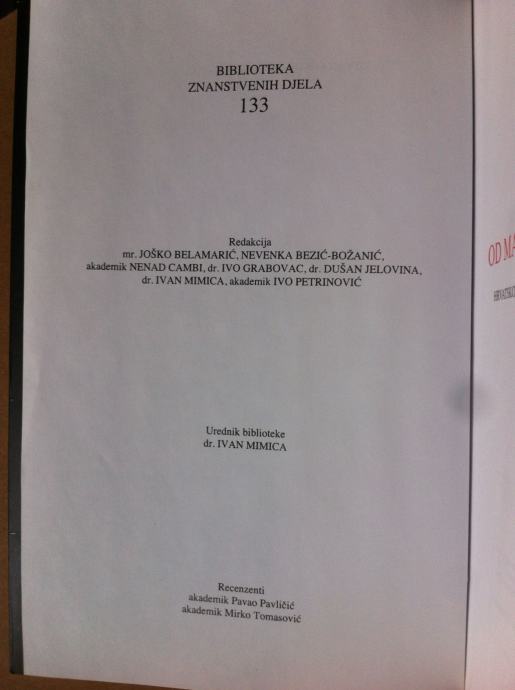 BIBLIOTEKA
ZNANSTVENIH DJELA
133
Redakcija
mr. JOŠKO BELAMARIĆ, NEVENKA BEZIĆ-BOŽANIĆ,
akademik NENAD CAMBI, dr. IVO GRABOVAC, dr. DUŠAN JELOVINA,
dr. IVAN MIMICA, akademik IVO PETRINOVIĆ
Urednik biblioteke
dr. IVAN MIMICA
Recenzenti
akademik Pavao Pavličić
akademik Mirko Tomasović
OD